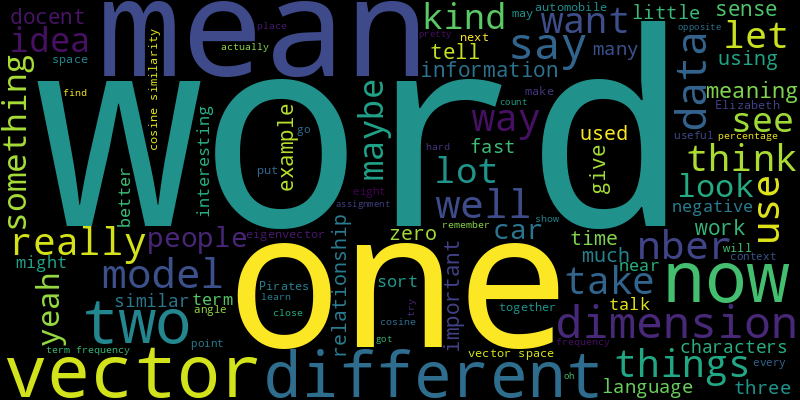 docent
mean
kind
want
little
sense
idea
space
cosine similarity
place
actually
pretty
next
may
automobile
tell
say
many
let
opposite
information
using
something
find
word
data
make
meaning
count
Elizabeth
see
interesting
example
go
maybe
way
used
useful
percentage
put
hard
fast
give
think
better
eight
assignment
lot
look
use
well
remember
show
negative
really
people
eigenvector
zero
car
time
work
will
context
might
yeah
model
Pirates
learn
relationship
sort
important
one
much
near
nber
now
similar
term
angle
close
try
together
take
talk
two
point
cosine
got
frequency
dimension
term frequency
vector
different
vector space
oh
things
characters
every
language
three